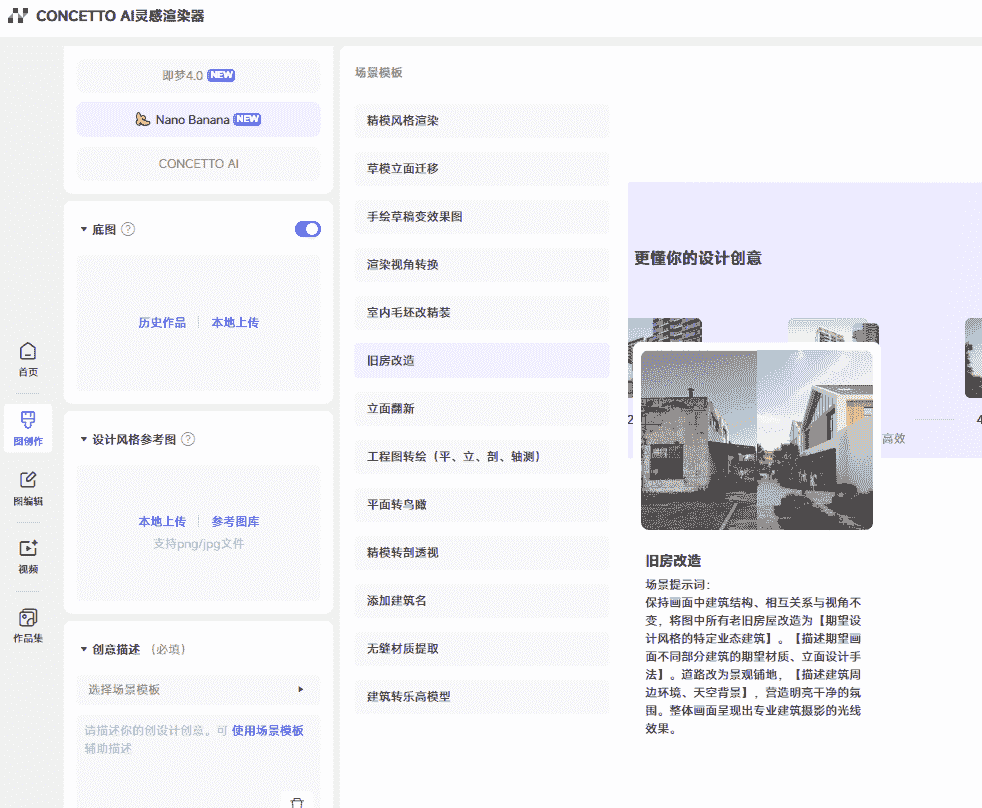 CONCETTO AI灵感渲染器
即梦4.0 NEW
Nano Banana NEW
CONCETTO AI
底图 ?
历史作品 本地上传
设计风格参考图 ?
本地上传 参考图库
支持png/jpg文件
创意描述 （必填）
选择场景模板
请描述你的创设计创意。可 使用场景模板
辅助描述
首页
图创作
图编辑
视频
作品集
场景模板
精模风格渲染
草模立面迁移
手绘草稿变效果图
渲染视角转换
室内毛坯改精装
旧房改造
立面翻新
工程图转绘（平、立、剖、轴测）
平面转鸟瞰
精模转剖透视
添加建筑名
无缝材质提取
建筑转乐高模型
更懂你的设计创意
2
4
高效
旧房改造
场景提示词：
保持画面中建筑结构、相互关系与视角不
变，将图中所有老旧房屋改造为【期望设
计风格的特定业态建筑】。【描述期望画
面不同部分建筑的期望材质、立面设计手
法】。道路改为景观铺地，【描述建筑周
边环境、天空背景】，营造明亮干净的氛
围。整体画面呈现出专业建筑摄影的光线
效果。